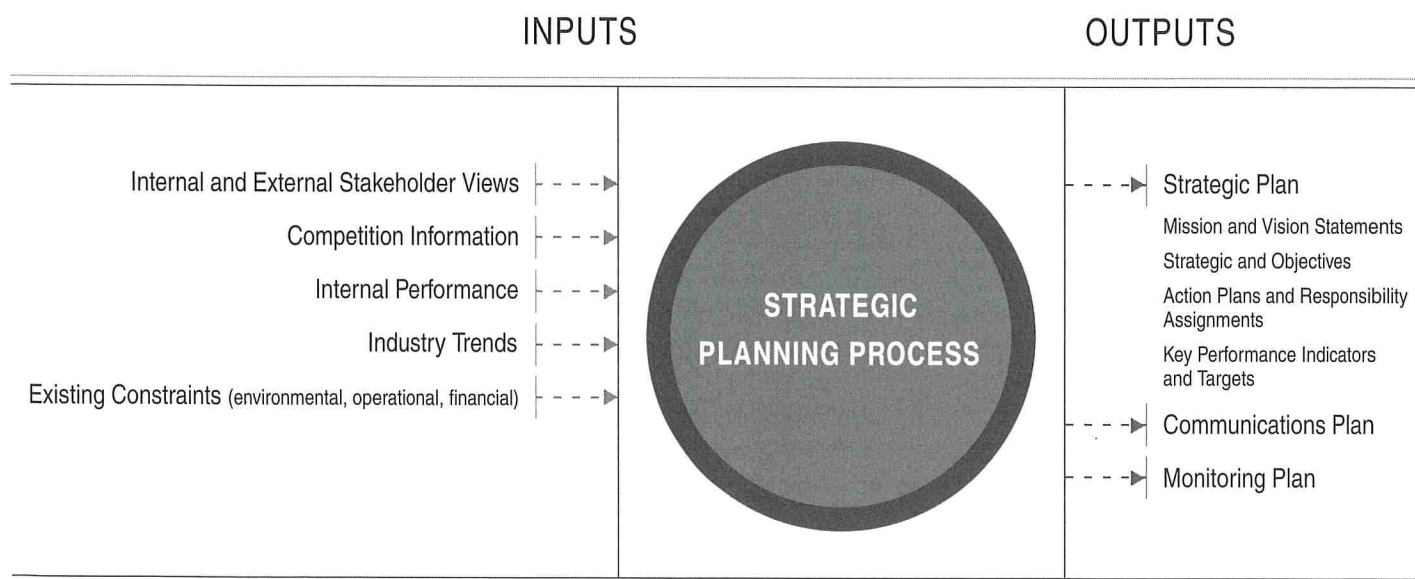 INPUTS
OUTPUTS
Internal and External Stakeholder Views
Competition Information
Internal Performance
Industry Trends
Existing Constraints (environmental, operational, financial)
STRATEGIC
PLANNING PROCESS
Strategic Plan
Mission and Vision Statements
Strategic and Objectives
Action Plans and Responsibility
Assignments
Key Performance Indicators
and Targets
Communications Plan
Monitoring Plan